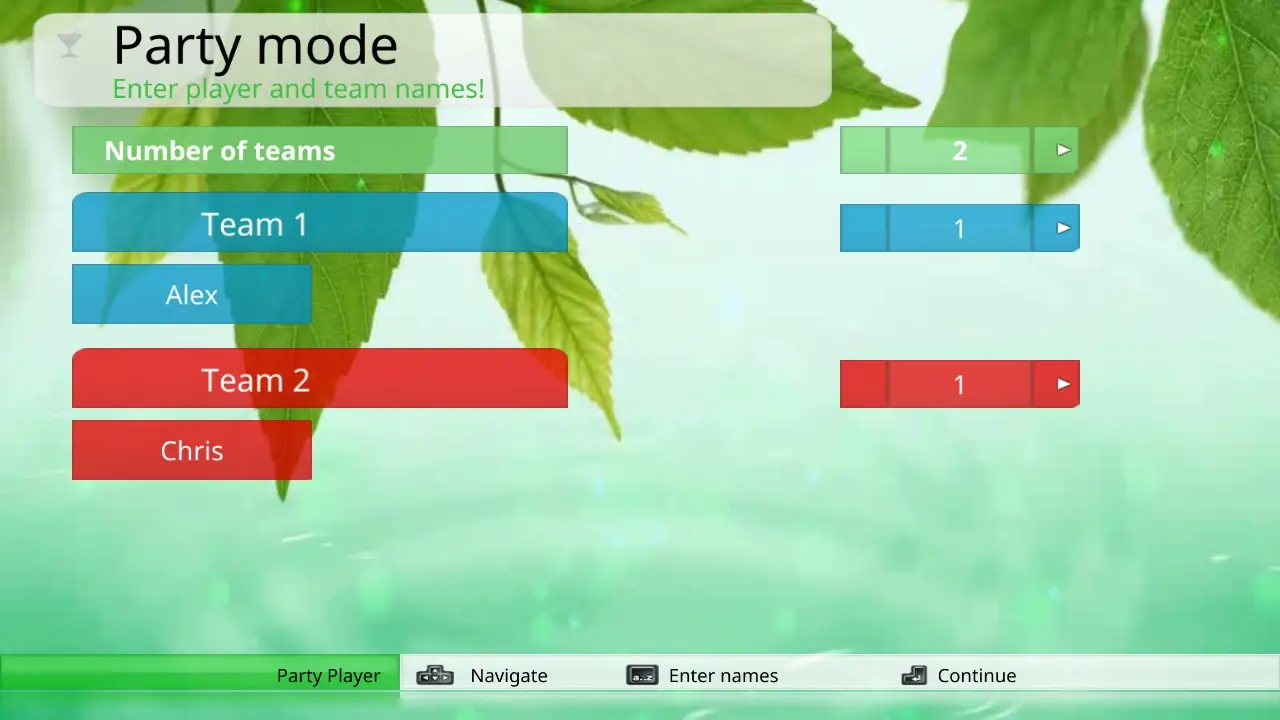 Party mode
Enter player and team names!
Number of teams 2
Team 1 1
Alex
Team 2 1
Chris
Party Player Navigate a..z Enter names Continue